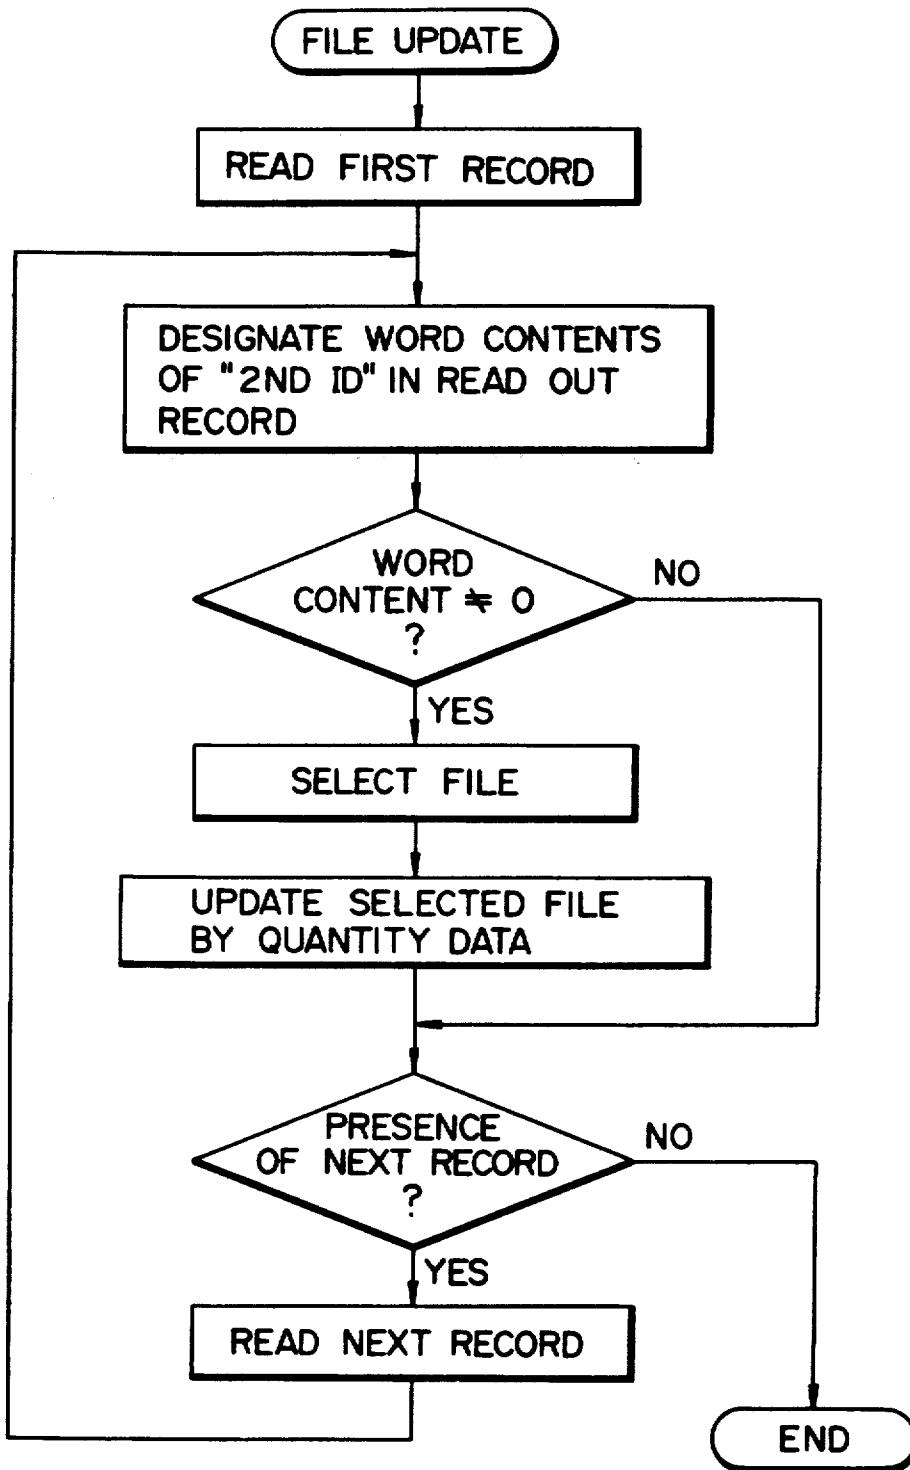 FILE UPDATE
READ FIRST RECORD
DESIGNATE WORD CONTENTS
OF "2ND ID" IN READ OUT
RECORD
WORD
CONTENT ≠ 0
?
NO
YES
SELECT FILE
UPDATE SELECTED FILE
BY QUANTITY DATA
PRESENCE
OF NEXT RECORD
?
NO
YES
READ NEXT RECORD
END